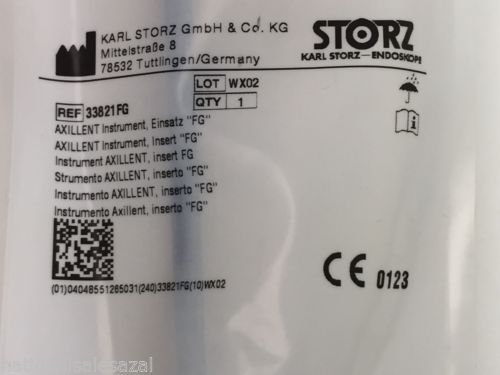 KARL STORZ GmbH & Co. KG
Mittelstraße 8
78532 Tuttlingen/Germany
STORZ
KARL STORZ—ENDOSKOPE
LOT WX02
QTY 1
REF 33821FG
AXILLENT Instrument, Einsatz "FG"
AXILLENT Instrument, Insert "FG"
Instrument AXILLENT, insert FG
Strumento AXILLENT, inserto "FG"
Instrumento AXILLENT, inserto "FG"
Instrumento Axillent, inserto "FG"
(01)04048551265031(240)33821FG(10)WX02
CE 0123